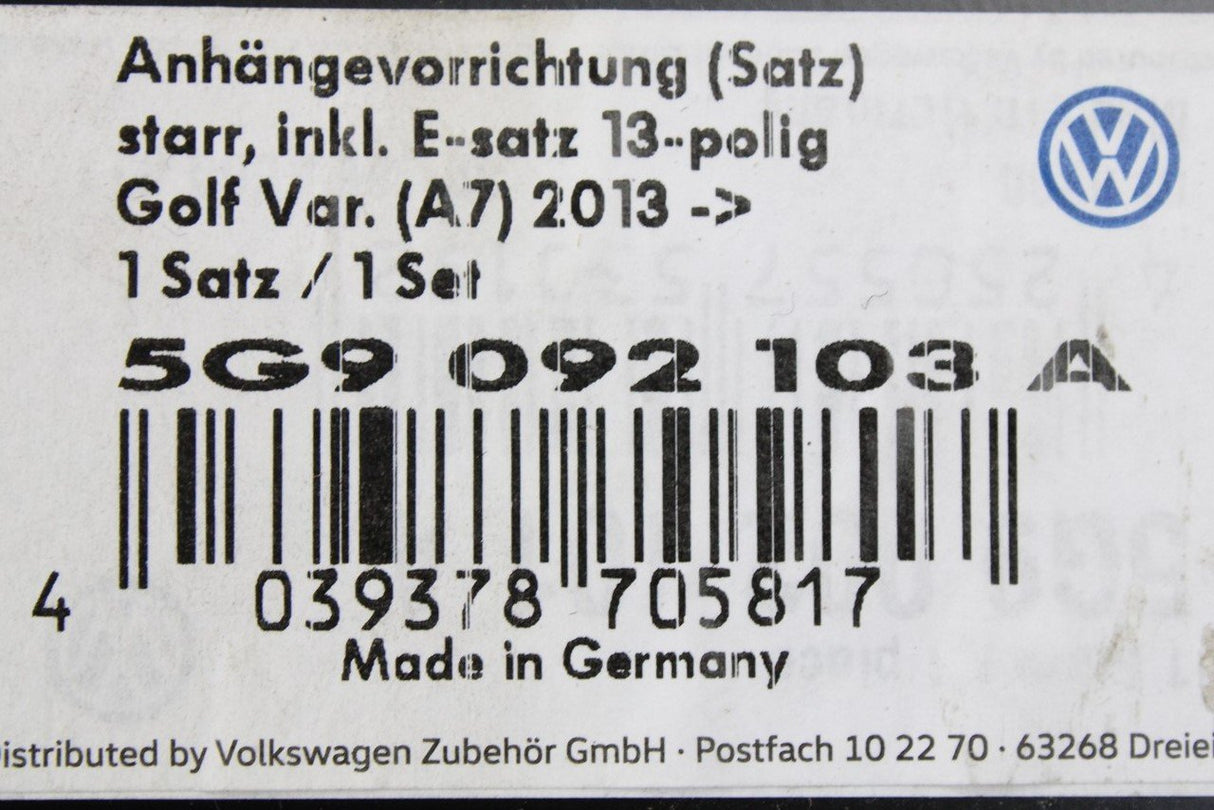 Anhängevorrichtung (Satz)
starr, inkl. E-satz 13-polig
Golf Var. (A7) 2013 ->
1 Satz / 1 Set
5G9 092 103 A
4 039378 705817
Made in Germany
Distributed by Volkswagen Zubehör GmbH · Postfach 10 22 70 · 63268